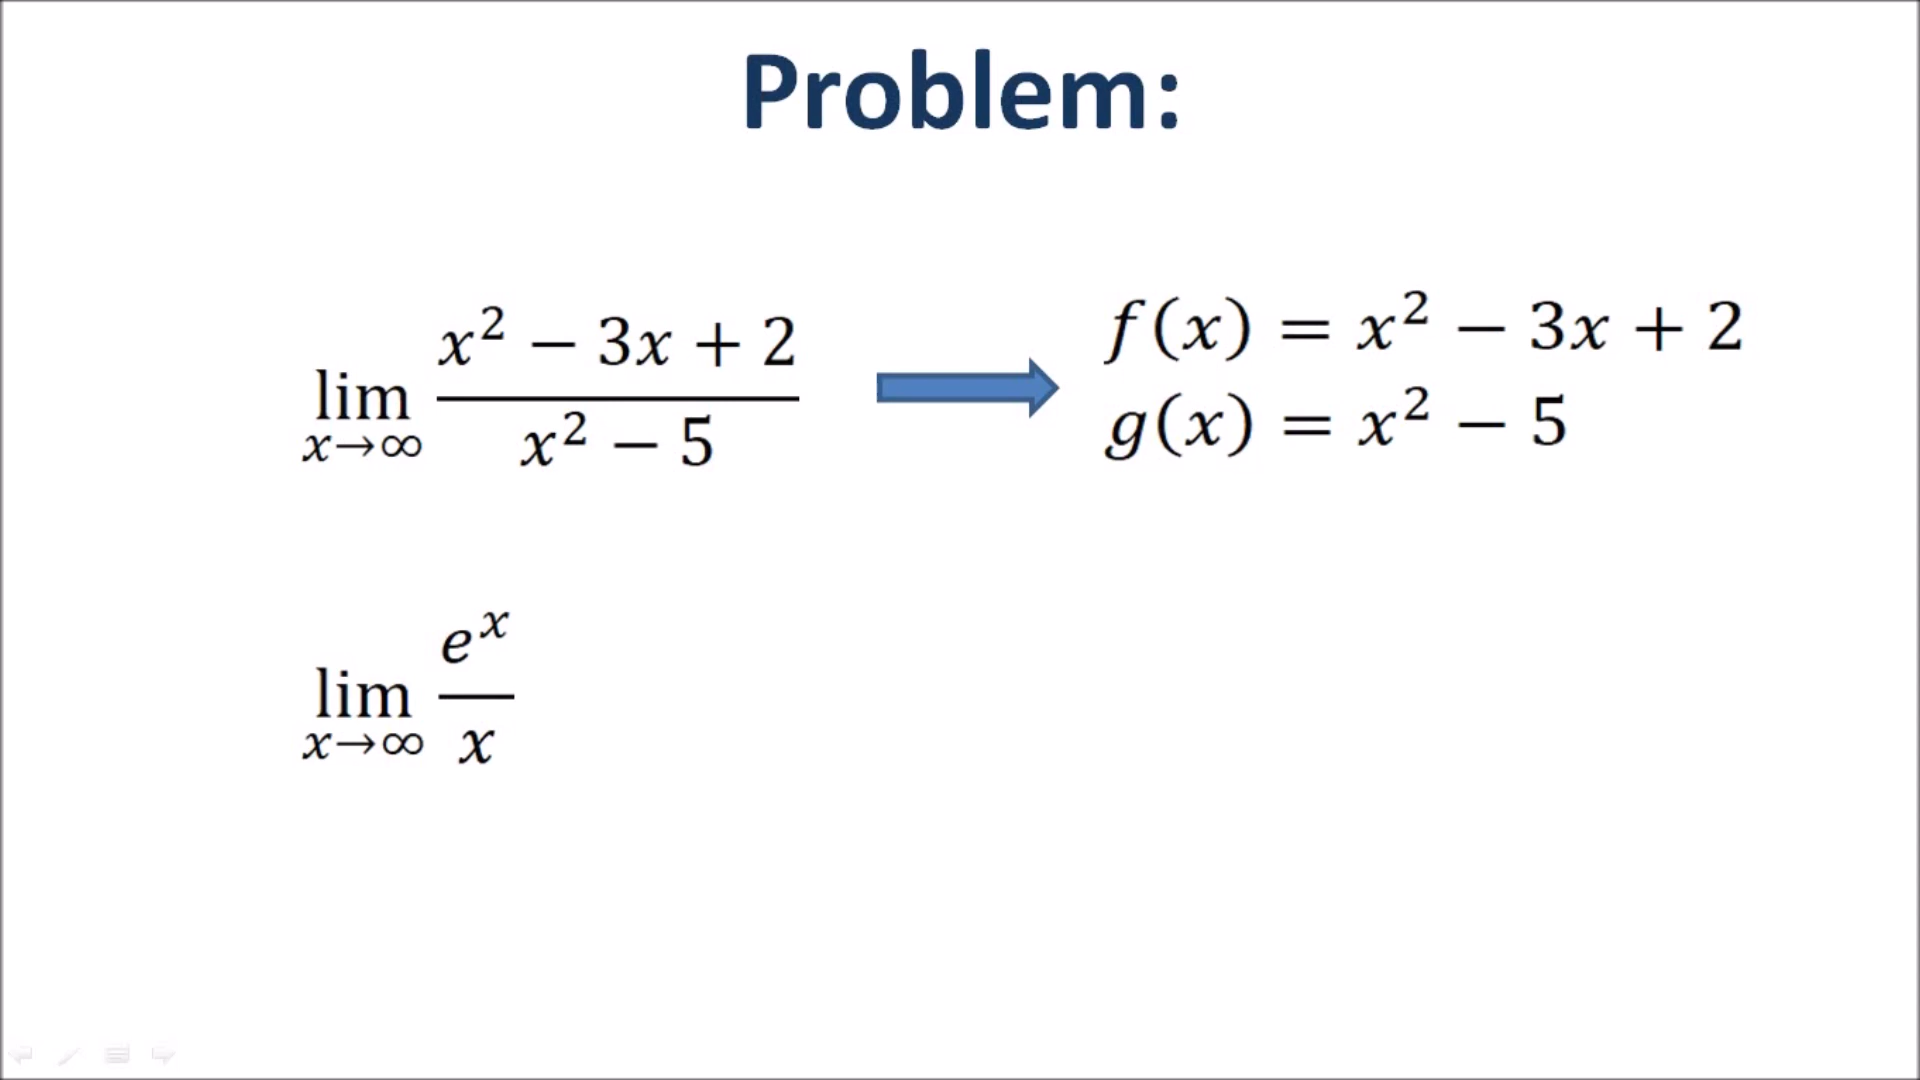 Problem:
lim x→∞ (x² − 3x + 2)/(x² − 5)
f(x) = x² − 3x + 2
g(x) = x² − 5
lim x→∞ eˣ/x